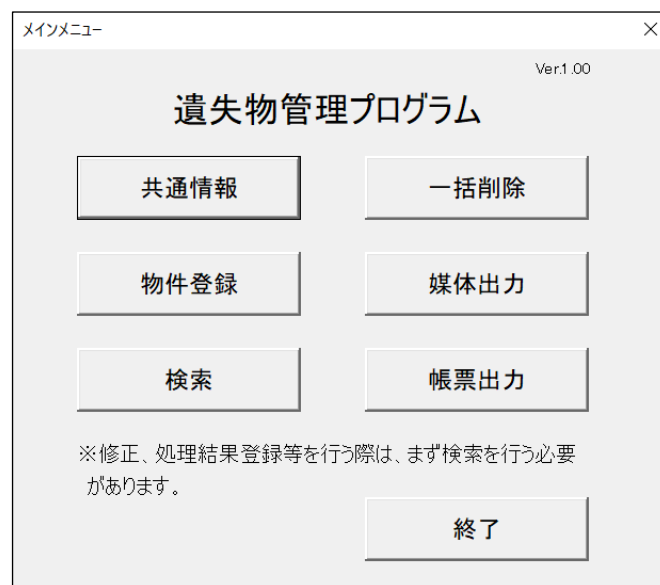 メインメニュー
Ver.1.00
遺失物管理プログラム
共通情報
一括削除
物件登録
媒体出力
検索
帳票出力
※修正、処理結果登録等を行う際は、まず検索を行う必要
があります。
終了